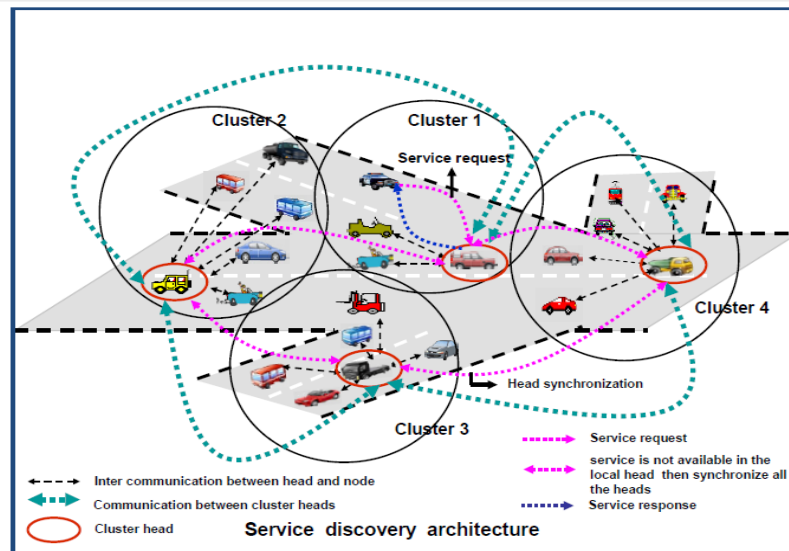 Cluster 2
Cluster 1
Service request
Cluster 4
Head synchronization
Cluster 3
Inter communication between head and node
Communication between cluster heads
Cluster head
Service request
service is not available in the
local head then synchronize all
the heads
Service response
Service discovery architecture